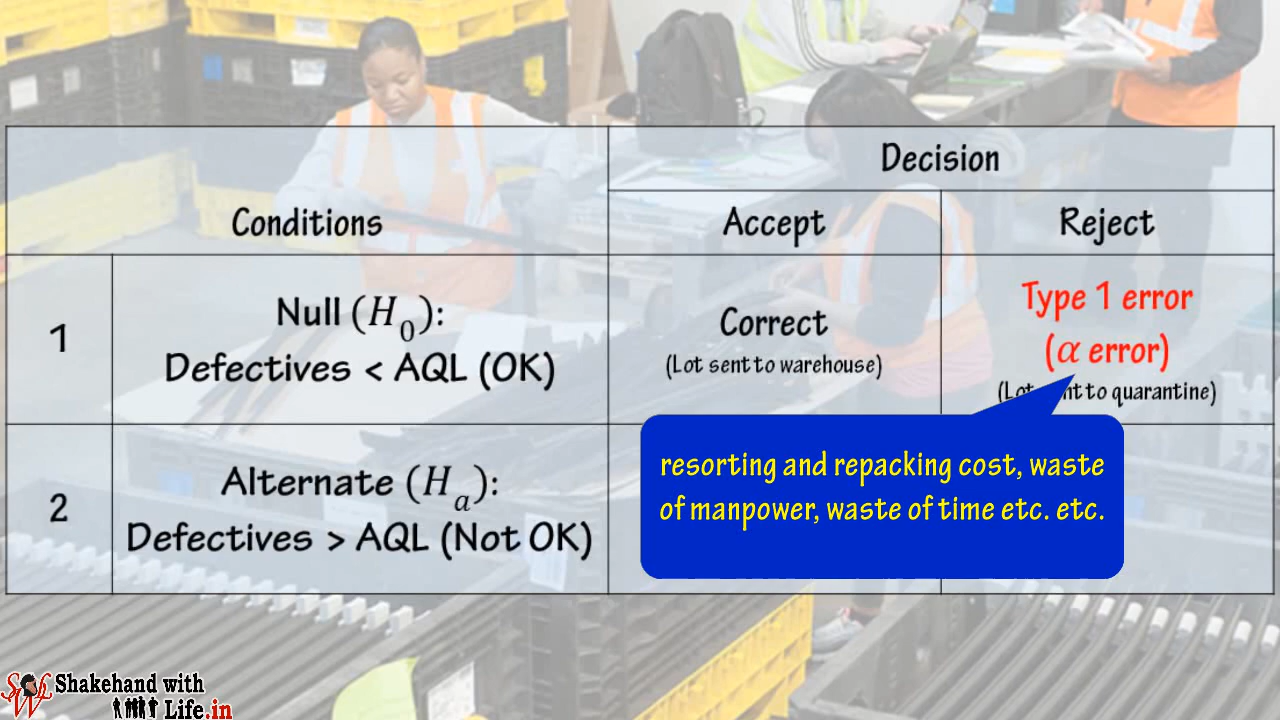 Decision
Conditions
Accept
Reject
1
Null (H₀):
Defectives < AQL (OK)
Correct
(Lot sent to warehouse)
Type 1 error
(α error)
(Lot to quarantine)
2
Alternate (Hₐ):
Defectives > AQL (Not OK)
resorting and repacking cost, waste
of manpower, waste of time etc. etc.
SWL
Shakehand with
Life.in